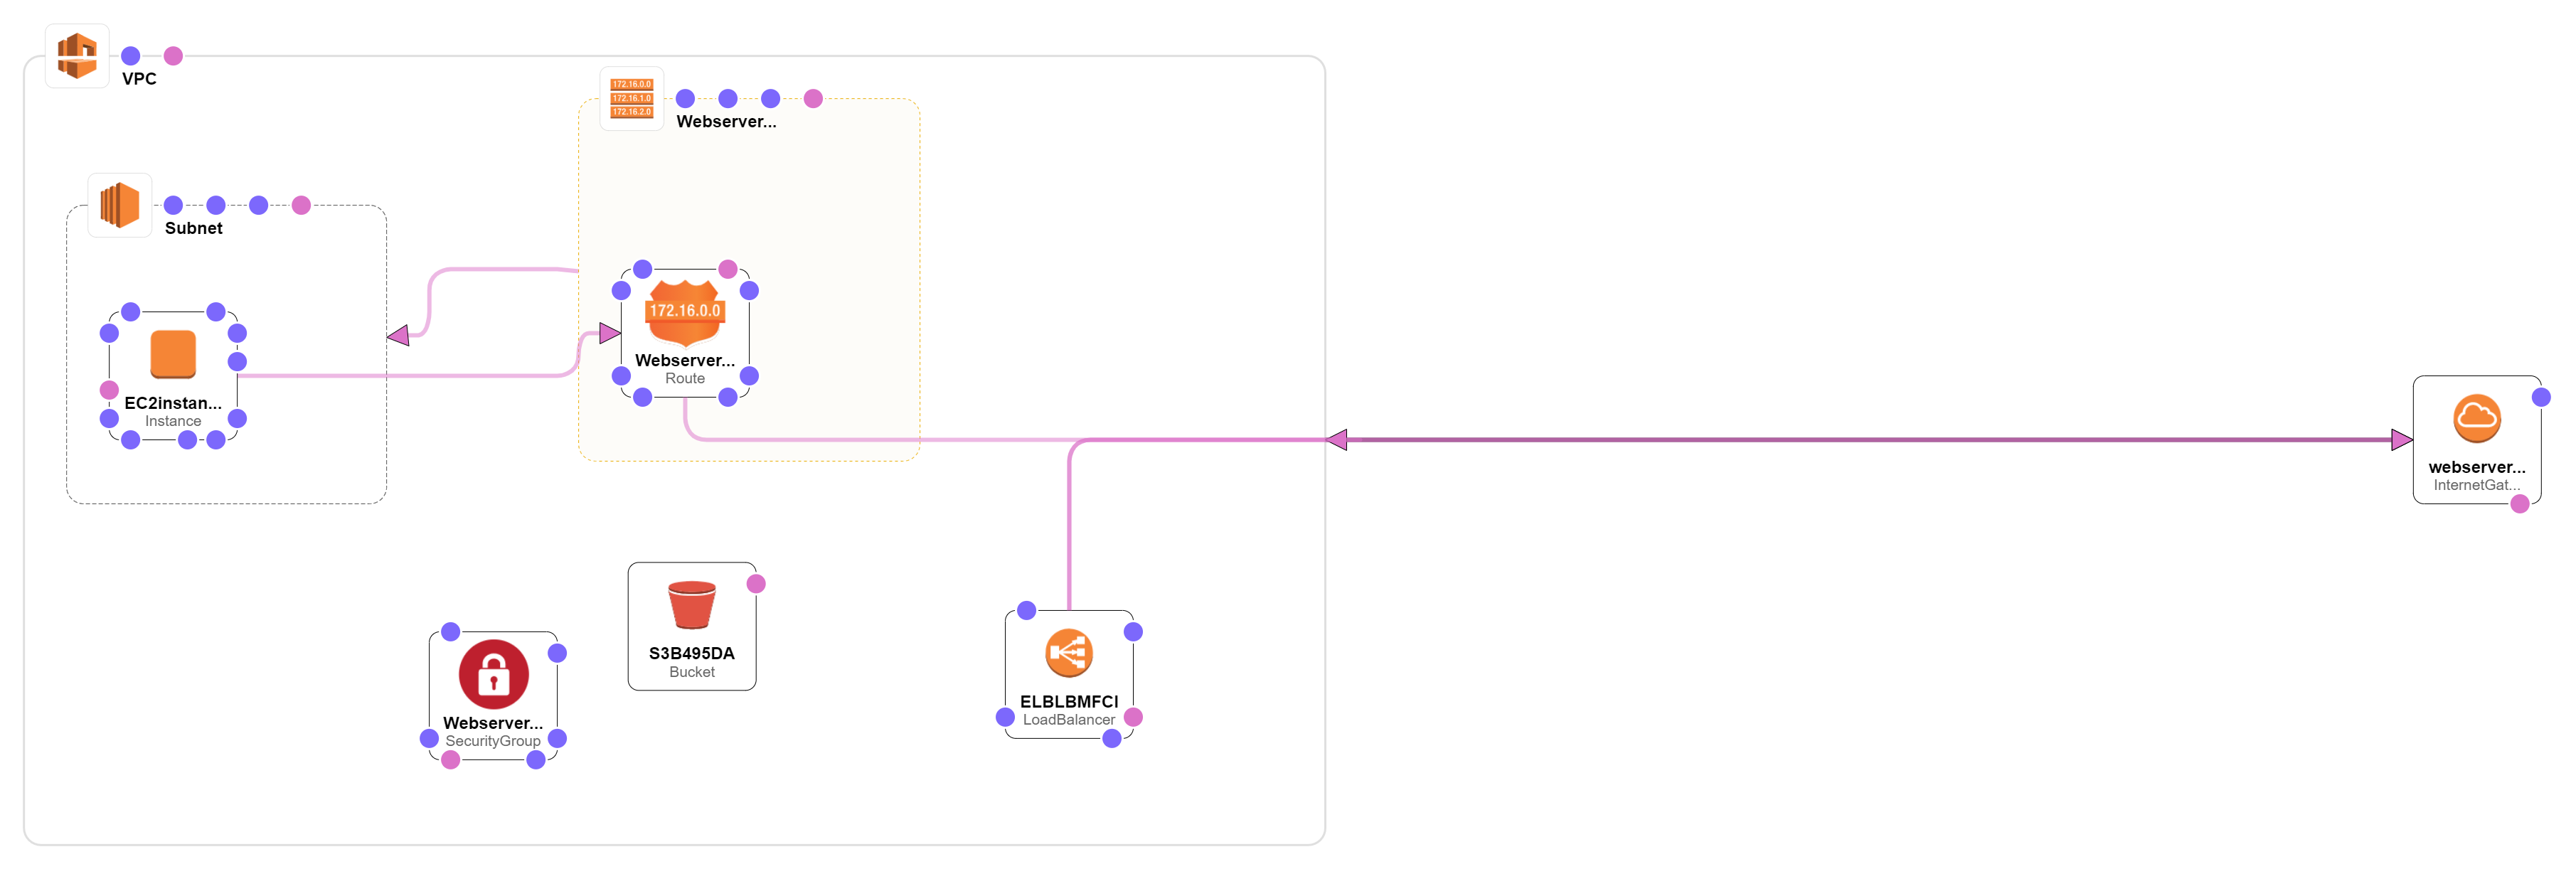 VPC
172.16.0.0
172.16.1.0
172.16.2.0
Webserver...
Subnet
172.16.0.0
Webserver...
Route
EC2instan...
Instance
webserver...
InternetGat...
S3B495DA
Bucket
ELBLBMFCI
LoadBalancer
Webserver...
SecurityGroup